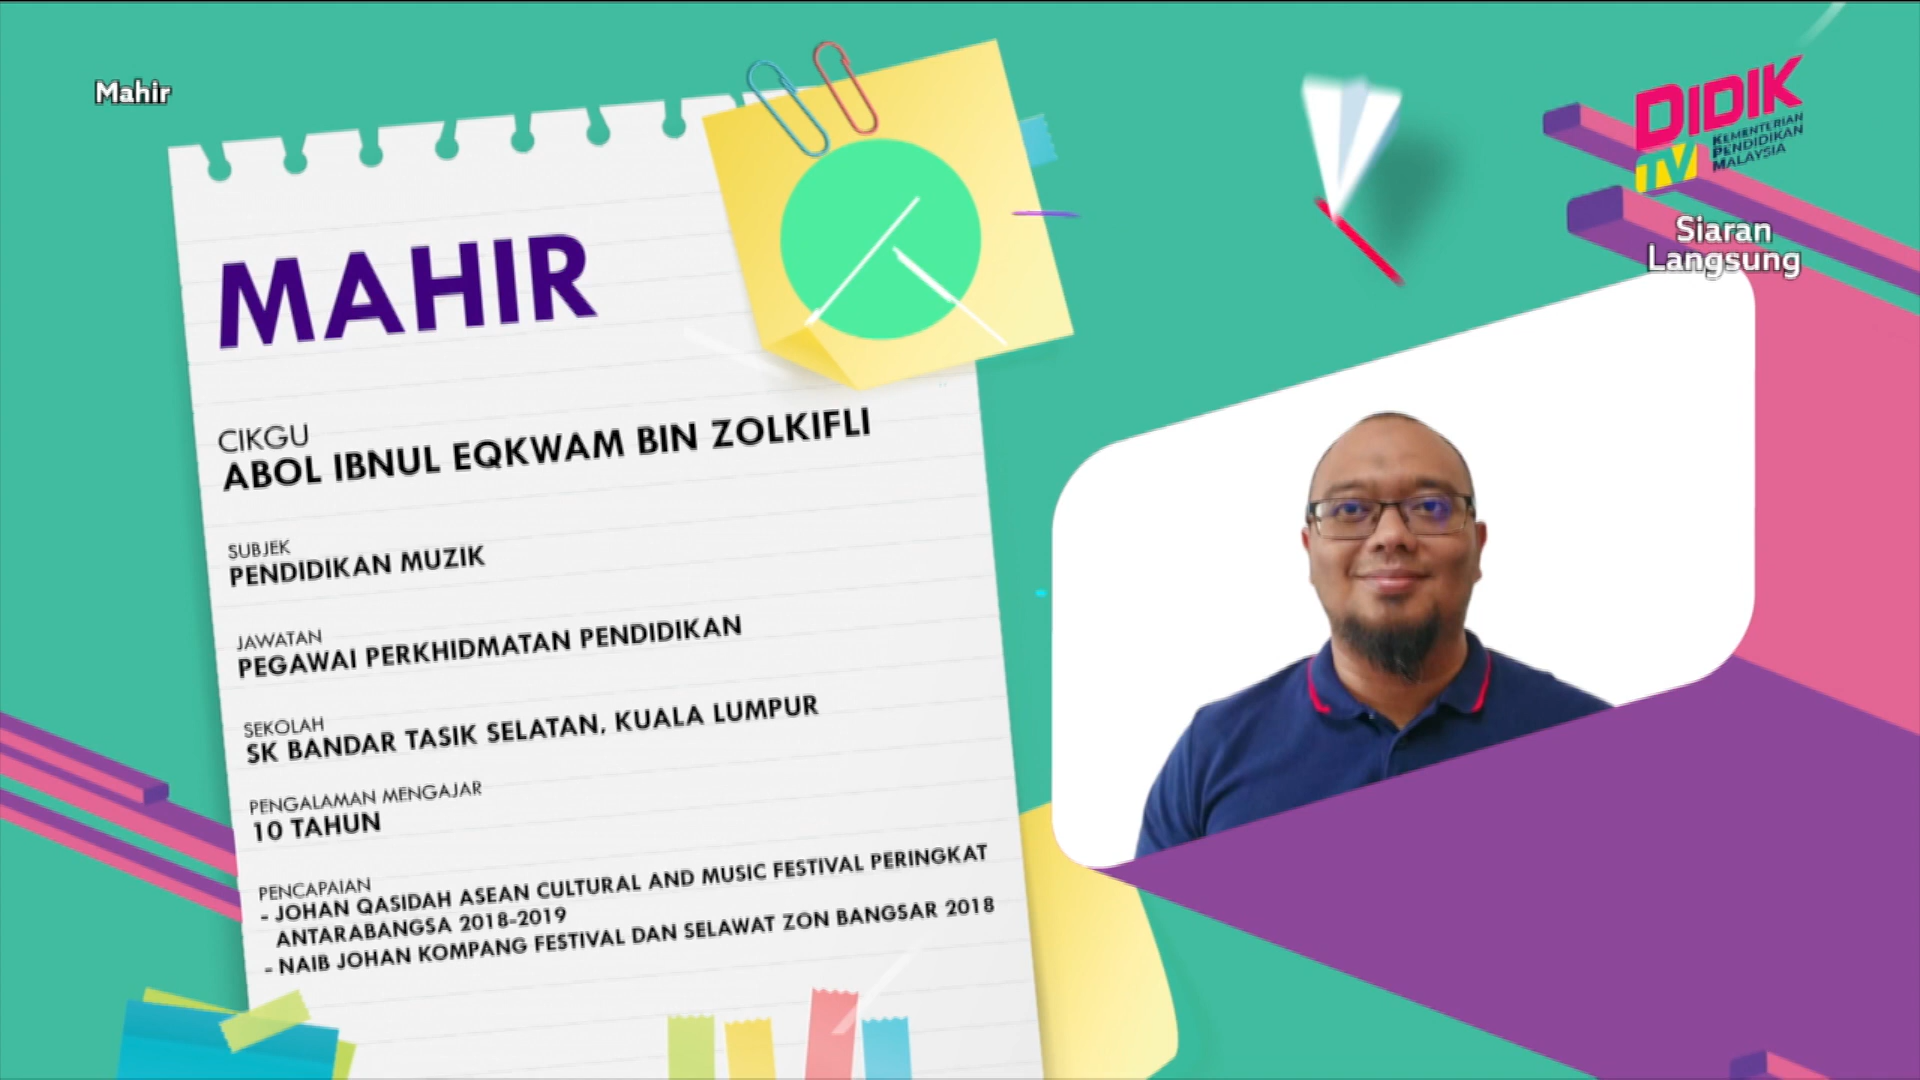 Mahir
DIDIK
TV
KEMENTERIAN
PENDIDIKAN
MALAYSIA
Siaran
Langsung
MAHIR
CIKGU
ABOL IBNUL EQKWAM BIN ZOLKIFLI
SUBJEK
PENDIDIKAN MUZIK
JAWATAN
PEGAWAI PERKHIDMATAN PENDIDIKAN
SEKOLAH
SK BANDAR TASIK SELATAN, KUALA LUMPUR
PENGALAMAN MENGAJAR
10 TAHUN
PENCAPAIAN
- JOHAN QASIDAH ASEAN CULTURAL AND MUSIC FESTIVAL PERINGKAT
ANTARABANGSA 2018-2019
- NAIB JOHAN KOMPANG FESTIVAL DAN SELAWAT ZON BANGSAR 2018